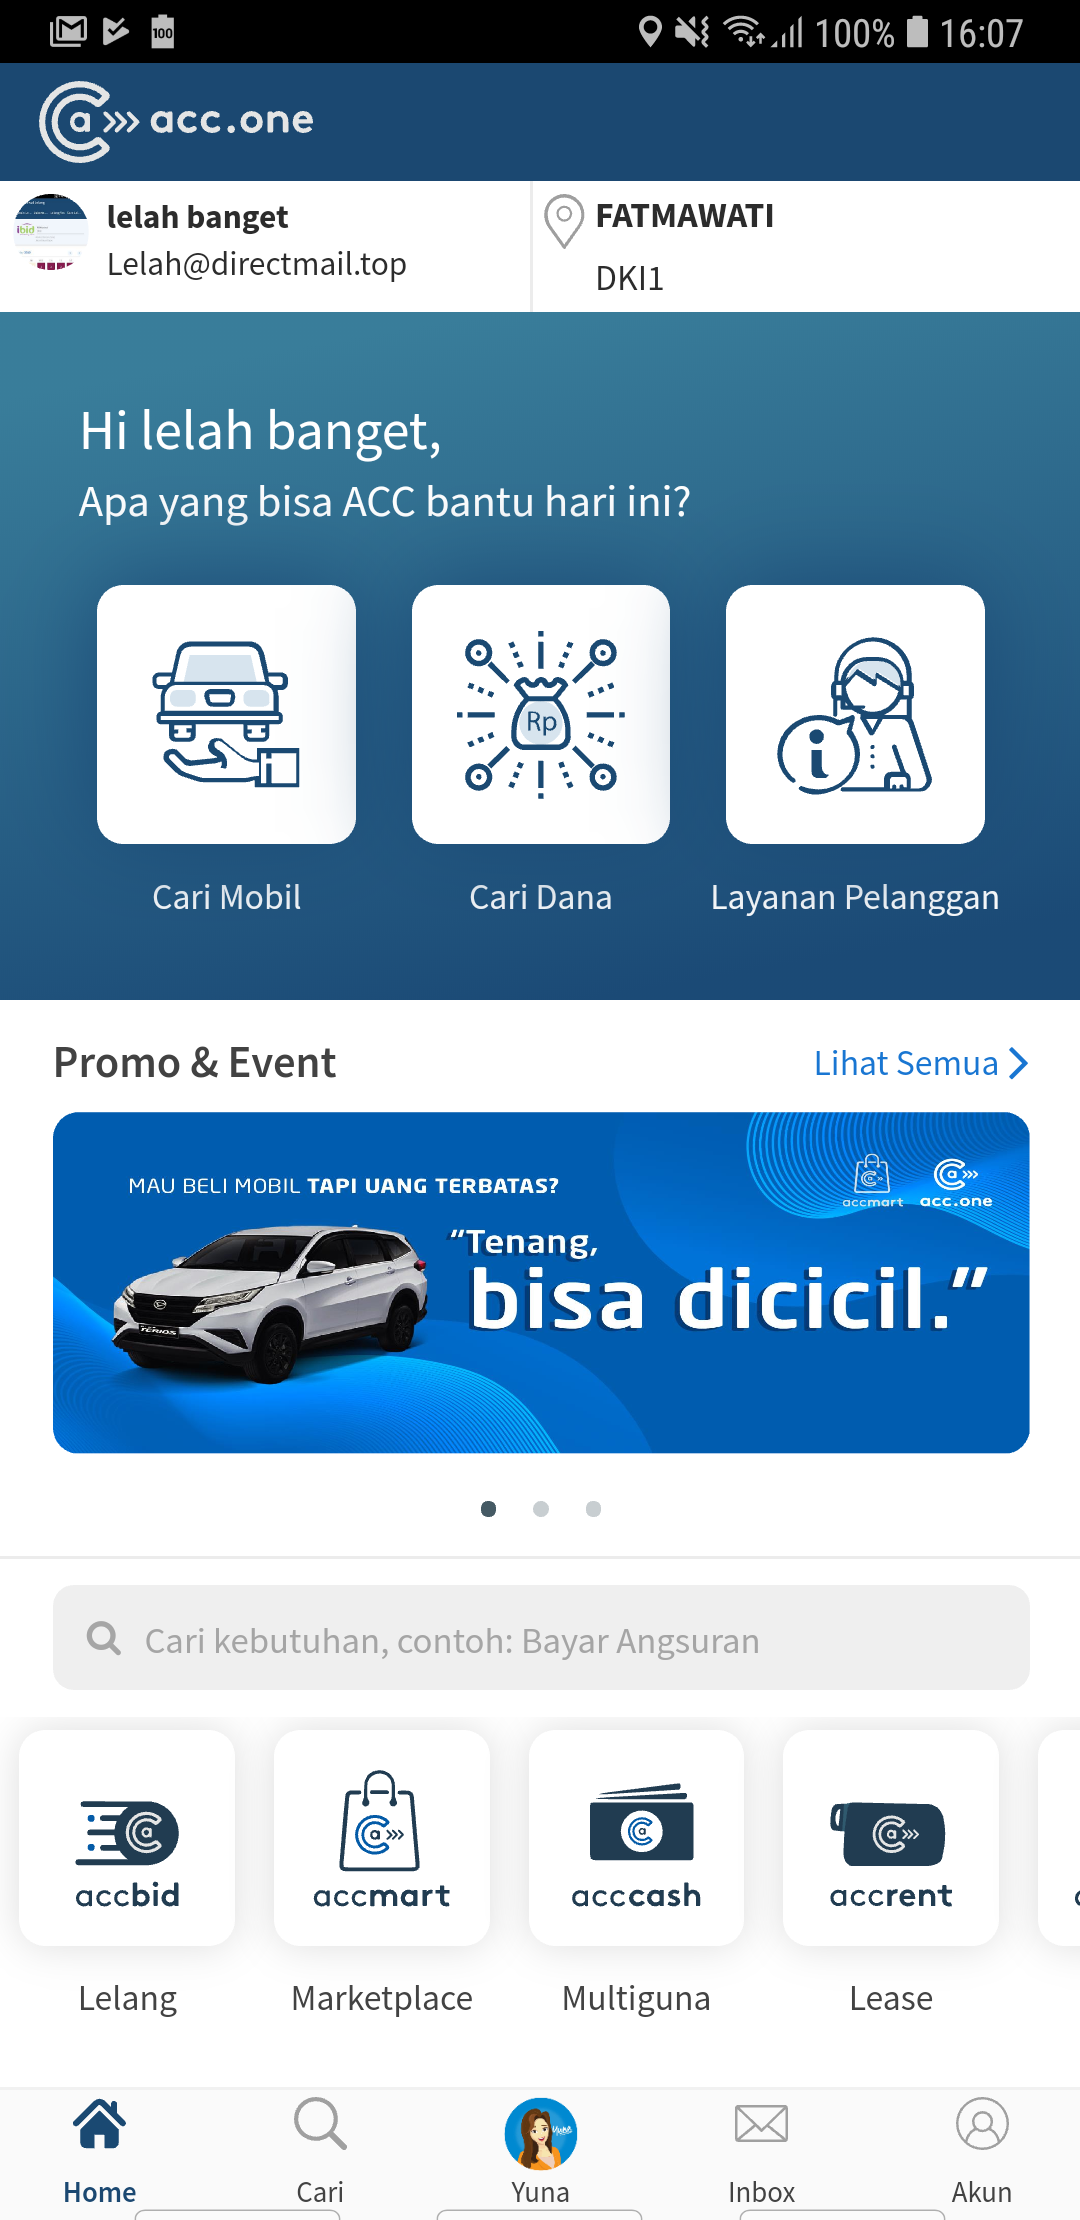 100
100%
16:07
a
acc.one
lelah banget
Lelah@directmail.top
FATMAWATI
DKI1
Hi lelah banget,
Apa yang bisa ACC bantu hari ini?
Rp
i
Cari Mobil
Cari Dana
Layanan Pelanggan
Promo & Event
Lihat Semua
MAU BELI MOBIL TAPI UANG TERBATAS?
accmart
acc.one
“Tenang,
bisa dicicil.”
TERIOS
Cari kebutuhan, contoh: Bayar Angsuran
accbid
accmart
acccash
accrent
Lelang
Marketplace
Multiguna
Lease
Home
Cari
Yuna
Inbox
Akun